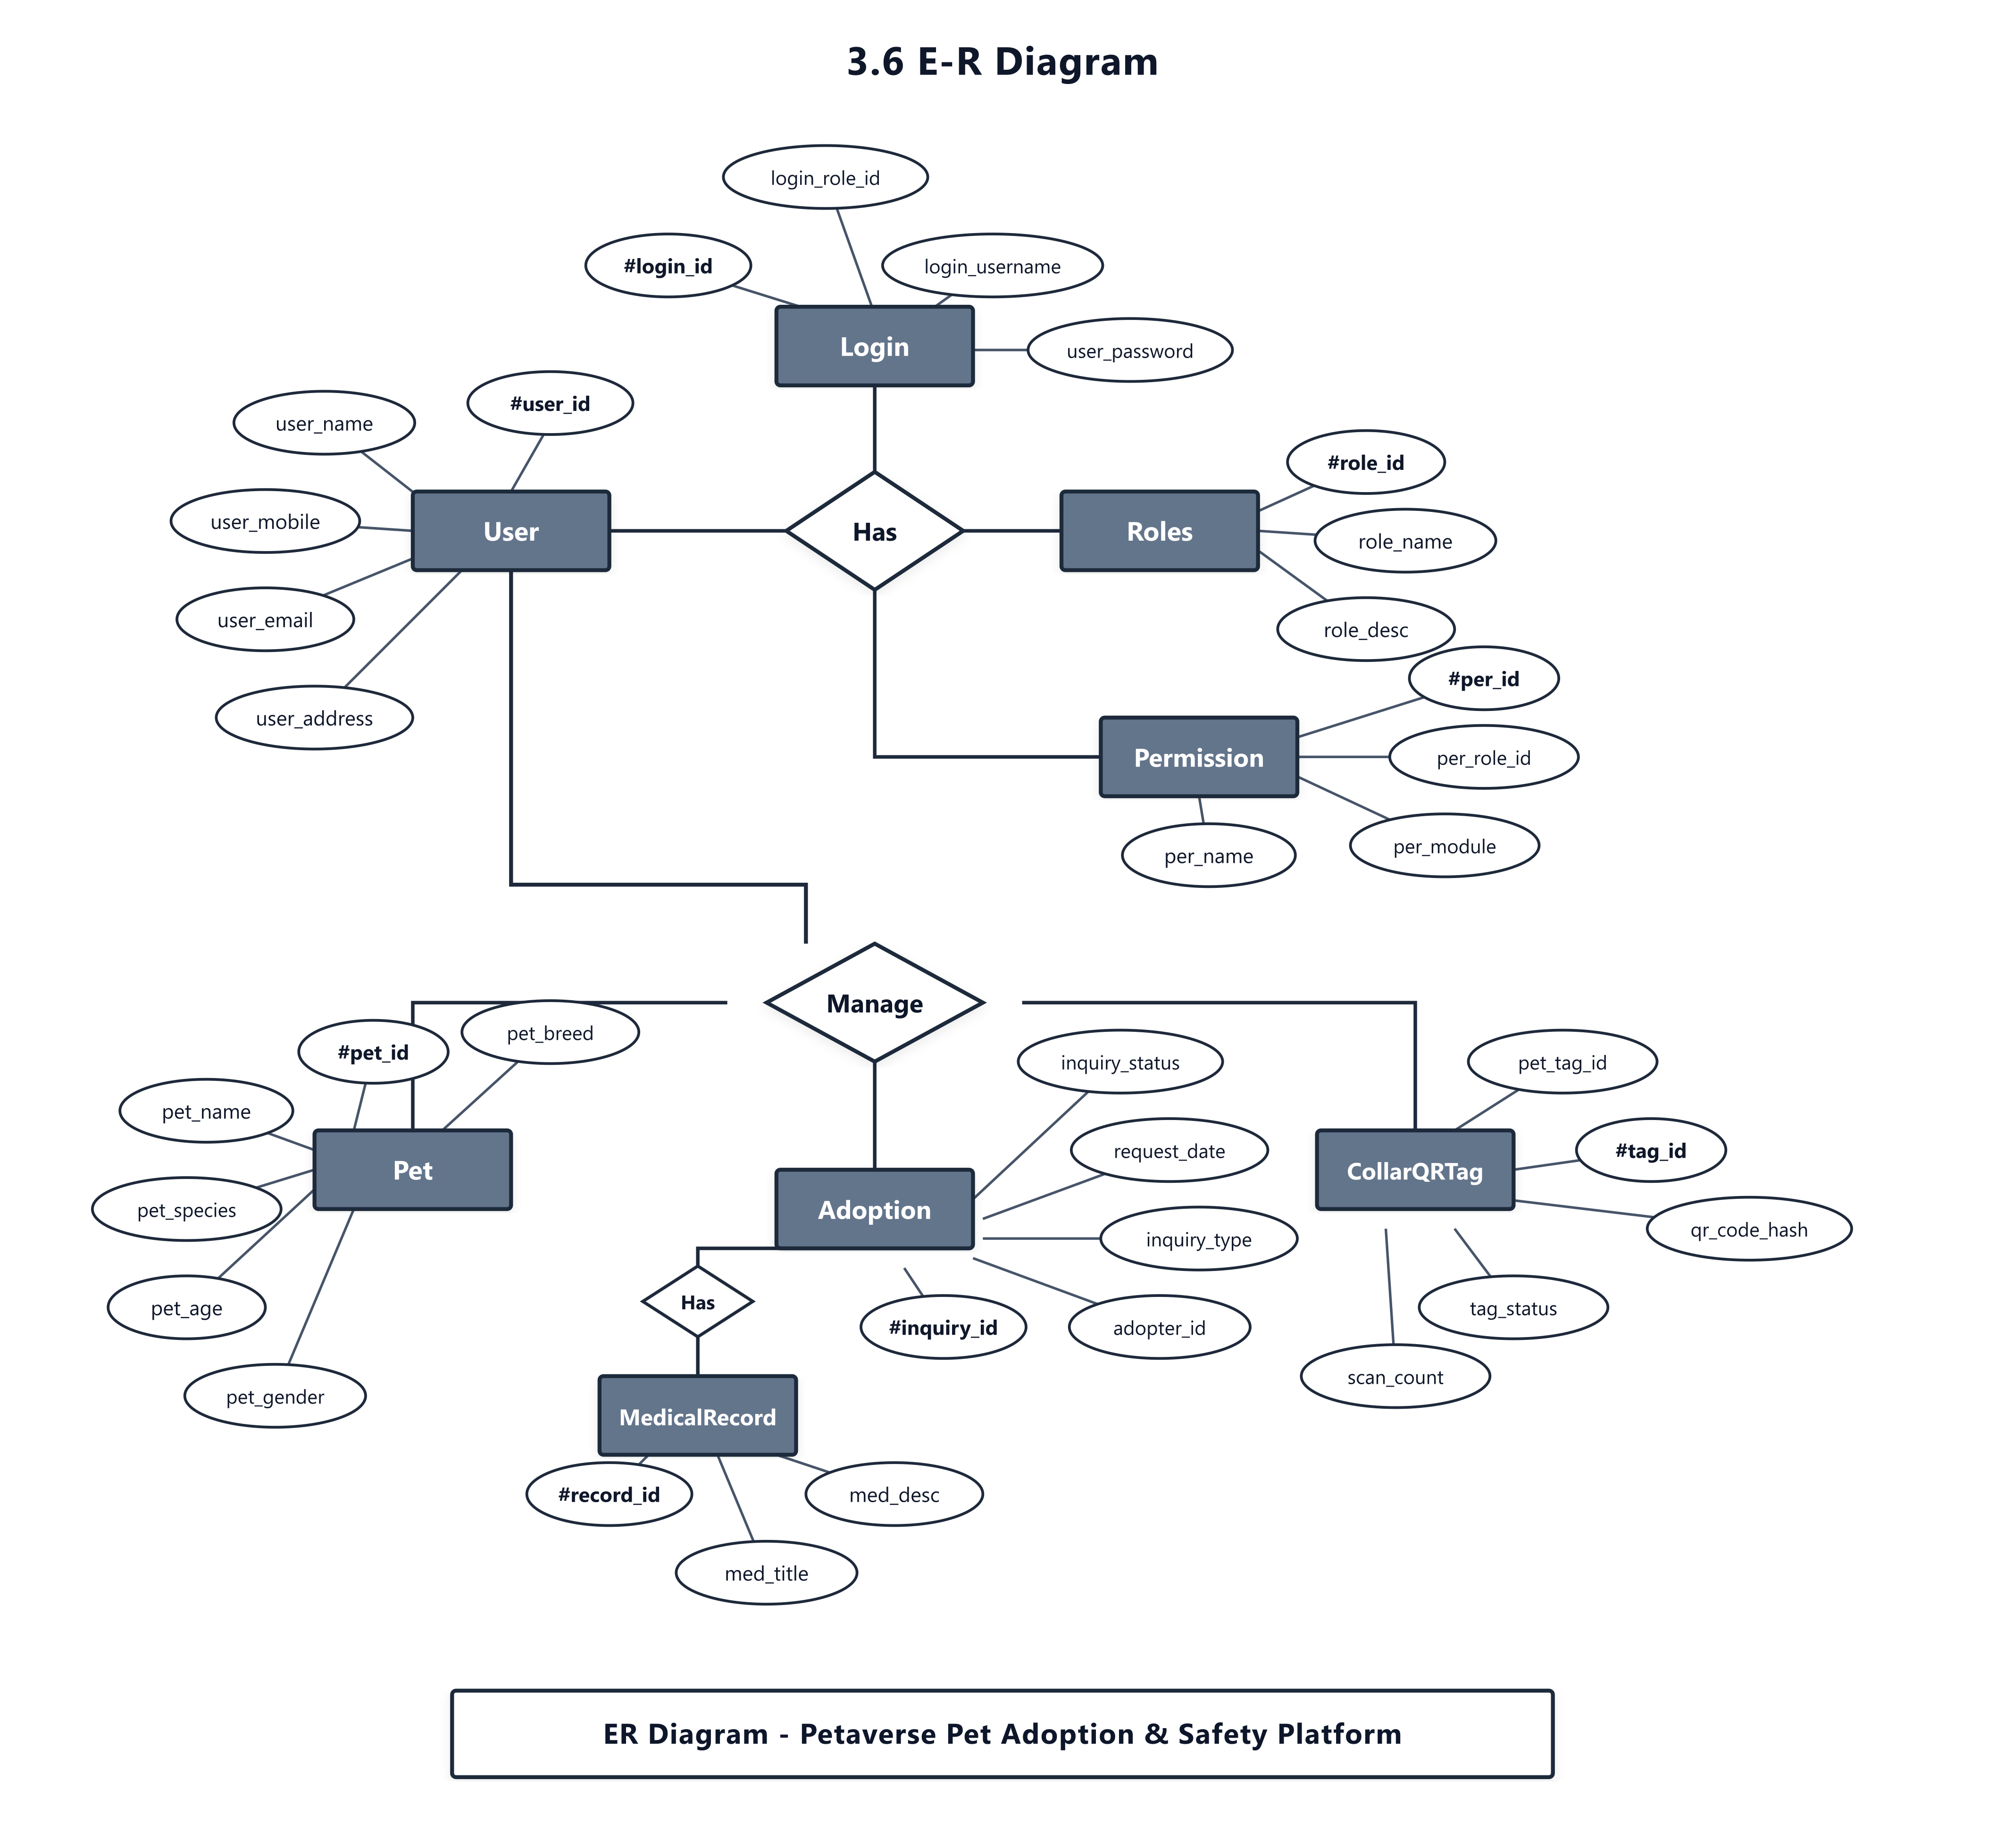 3.6 E-R Diagram
login_role_id
#login_id
login_username
Login
user_password
#user_id
user_name
user_mobile
User
Has
Roles
#role_id
role_name
user_email
role_desc
user_address
#per_id
Permission
per_role_id
per_module
per_name
Manage
pet_breed
#pet_id
pet_name
Pet
pet_species
pet_age
pet_gender
inquiry_status
request_date
Adoption
inquiry_type
#inquiry_id
adopter_id
pet_tag_id
#tag_id
CollarQRTag
qr_code_hash
tag_status
scan_count
Has
MedicalRecord
#record_id
med_desc
med_title
ER Diagram - Petaverse Pet Adoption & Safety Platform